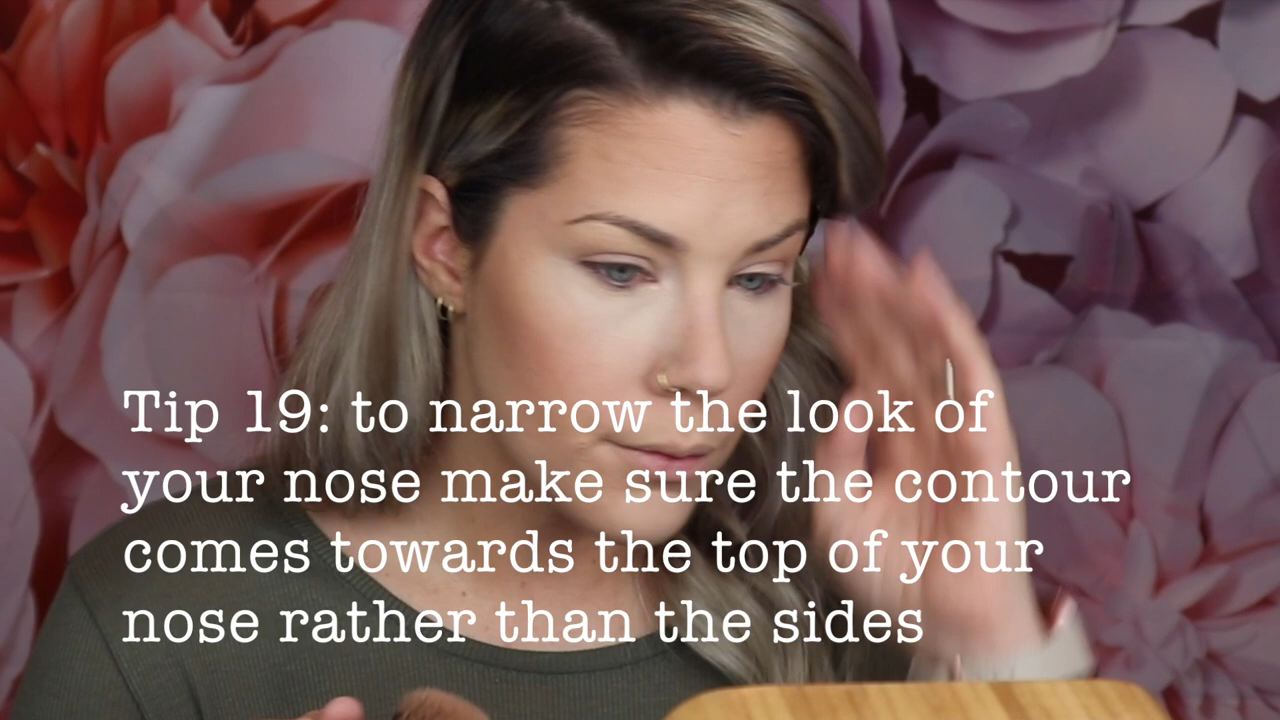 Tip 19: to narrow the look of
your nose make sure the contour
comes towards the top of your
nose rather than the sides